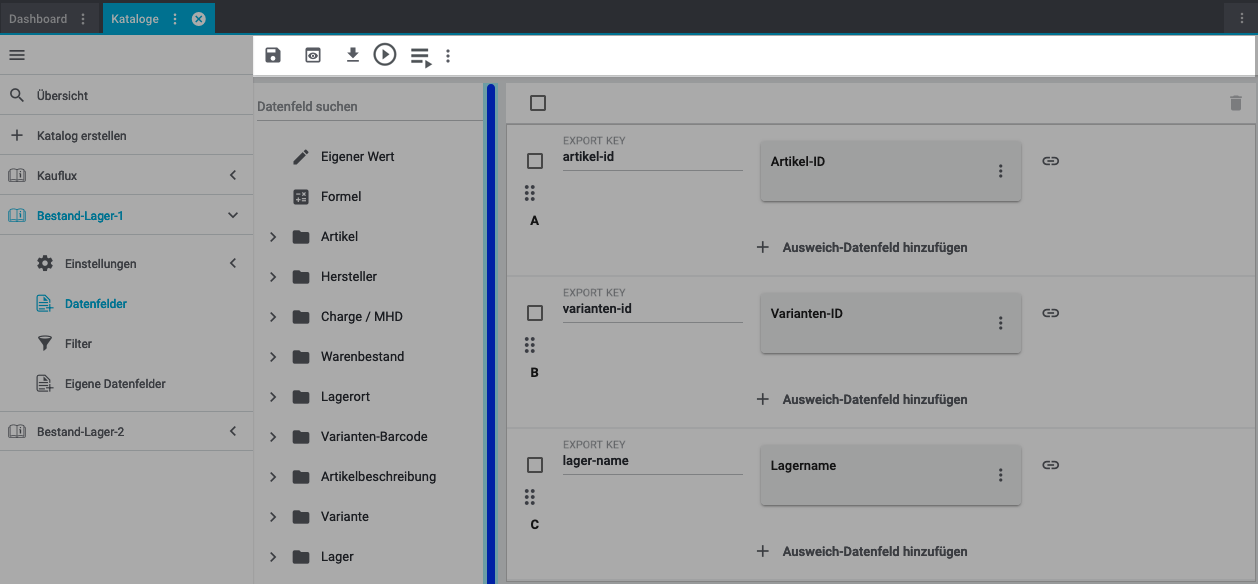 Dashboard
Kataloge
Übersicht
Katalog erstellen
Kauflux
Bestand-Lager-1
Einstellungen
Datenfelder
Filter
Eigene Datenfelder
Bestand-Lager-2
Datenfeld suchen
Eigener Wert
Formel
Artikel
Hersteller
Charge / MHD
Warenbestand
Lagerort
Varianten-Barcode
Artikelbeschreibung
Variante
Lager
EXPORT KEY
artikel-id
Artikel-ID
A
Ausweich-Datenfeld hinzufügen
EXPORT KEY
varianten-id
Varianten-ID
B
Ausweich-Datenfeld hinzufügen
EXPORT KEY
lager-name
Lagername
C
Ausweich-Datenfeld hinzufügen